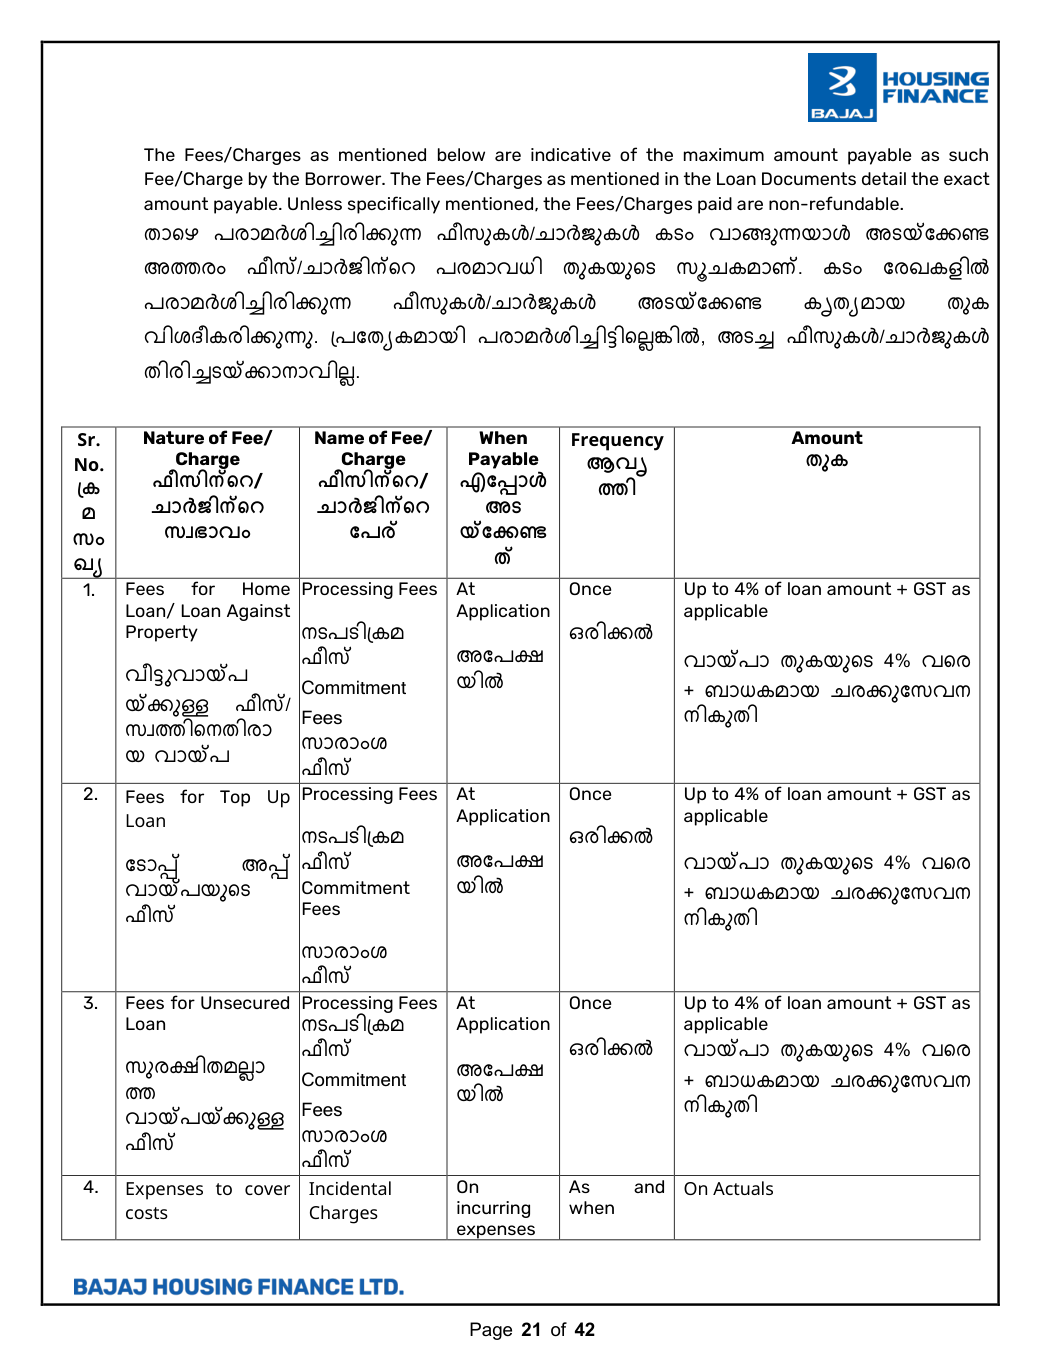 HOUSING
FINANCE
BAJAJ
The Fees/Charges as mentioned below are indicative of the maximum amount payable as such
Fee/Charge by the Borrower. The Fees/Charges as mentioned in the Loan Documents detail the exact
amount payable. Unless specifically mentioned, the Fees/Charges paid are non-refundable.
താഴെ പരാമർശിച്ചിരിക്കുന്ന ഫീസുകൾ/ചാർജുകൾ കടം വാങ്ങുന്നയാൾ അടയ്ക്കേണ്ട
അത്തരം ഫീസ്/ചാർജിന്റെ പരമാവധി തുകയുടെ സൂചകമാണ്. കടം രേഖകളിൽ
പരാമർശിച്ചിരിക്കുന്ന ഫീസുകൾ/ചാർജുകൾ അടയ്ക്കേണ്ട കൃത്യമായ തുക
വിശദീകരിക്കുന്നു. പ്രത്യേകമായി പരാമർശിച്ചിട്ടില്ലെങ്കിൽ, അടച്ച ഫീസുകൾ/ചാർജുകൾ
തിരിച്ചടയ്ക്കാനാവില്ല.
Sr.
No.
ക്ര
മ
സം
ഖ്യ
Nature of Fee/
Charge
ഫീസിന്റെ/
ചാർജിന്റെ
സ്വഭാവം
Name of Fee/
Charge
ഫീസിന്റെ/
ചാർജിന്റെ
പേര്
When
Payable
എപ്പോൾ
അട
യ്ക്കേണ്ട
ത്
Frequency
ആവൃ
ത്തി
Amount
തുക
1.
Fees for Home
Loan/ Loan Against
Property
വീട്ടുവായ്പ
യ്ക്കുള്ള ഫീസ്/
സ്വത്തിനെതിരാ
യ വായ്പ
Processing Fees
നടപടിക്രമ
ഫീസ്
Commitment
Fees
സാരാംശ
ഫീസ്
At
Application
അപേക്ഷ
യിൽ
Once
ഒരിക്കൽ
Up to 4% of loan amount + GST as
applicable
വായ്പാ തുകയുടെ 4% വരെ
+ ബാധകമായ ചരക്കുസേവന
നികുതി
2.
Fees for Top Up
Loan
ടോപ്പ് അപ്പ്
വായ്പയുടെ
ഫീസ്
Processing Fees
നടപടിക്രമ
ഫീസ്
Commitment
Fees
സാരാംശ
ഫീസ്
At
Application
അപേക്ഷ
യിൽ
Once
ഒരിക്കൽ
Up to 4% of loan amount + GST as
applicable
വായ്പാ തുകയുടെ 4% വരെ
+ ബാധകമായ ചരക്കുസേവന
നികുതി
3.
Fees for Unsecured
Loan
സുരക്ഷിതമല്ലാ
ത്ത
വായ്പയ്ക്കുള്ള
ഫീസ്
Processing Fees
നടപടിക്രമ
ഫീസ്
Commitment
Fees
സാരാംശ
ഫീസ്
At
Application
അപേക്ഷ
യിൽ
Once
ഒരിക്കൽ
Up to 4% of loan amount + GST as
applicable
വായ്പാ തുകയുടെ 4% വരെ
+ ബാധകമായ ചരക്കുസേവന
നികുതി
4.
Expenses to cover
costs
Incidental
Charges
On
incurring
expenses
As and
when
On Actuals
BAJAJ HOUSING FINANCE LTD.
Page 21 of 42